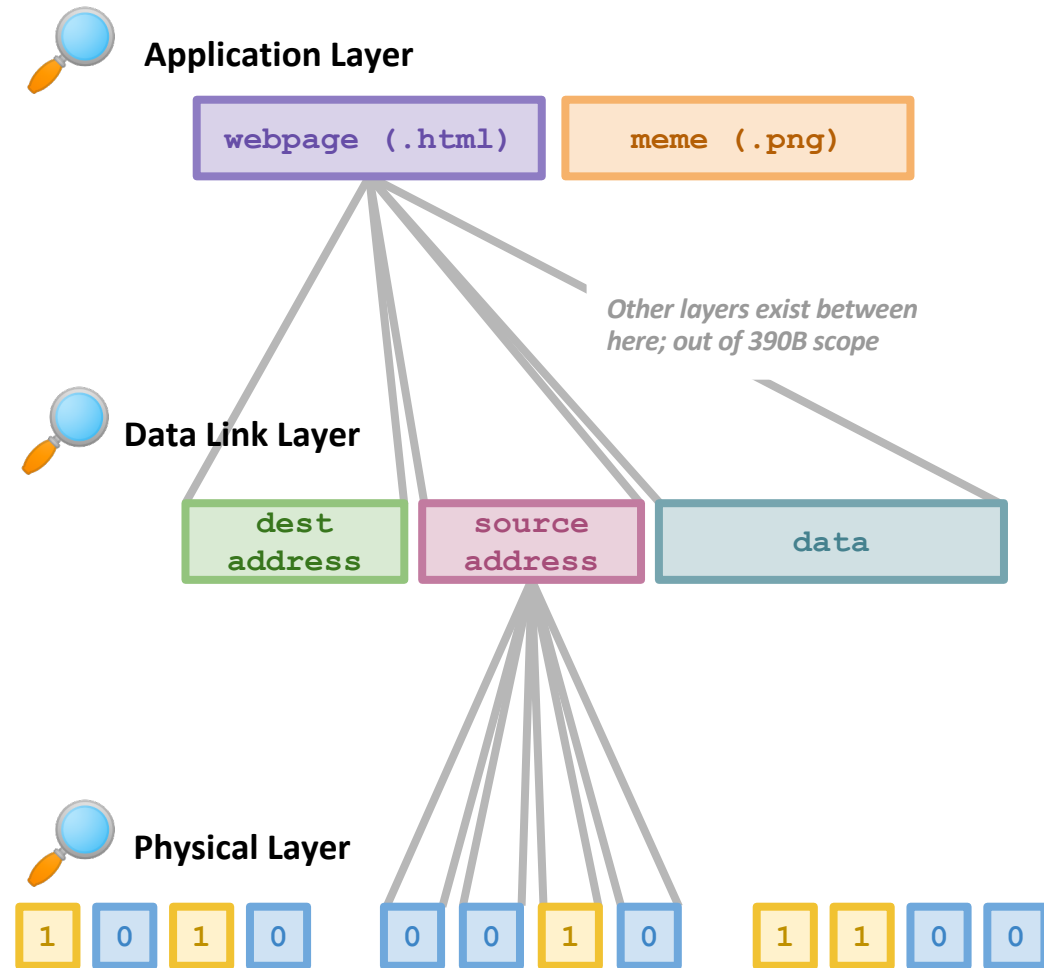 Application Layer
webpage (.html)
meme (.png)
Other layers exist between
here; out of 390B scope
Data Link Layer
dest
address
source
address
data
Physical Layer
1 0 1 0 0 0 1 0 1 1 0 0